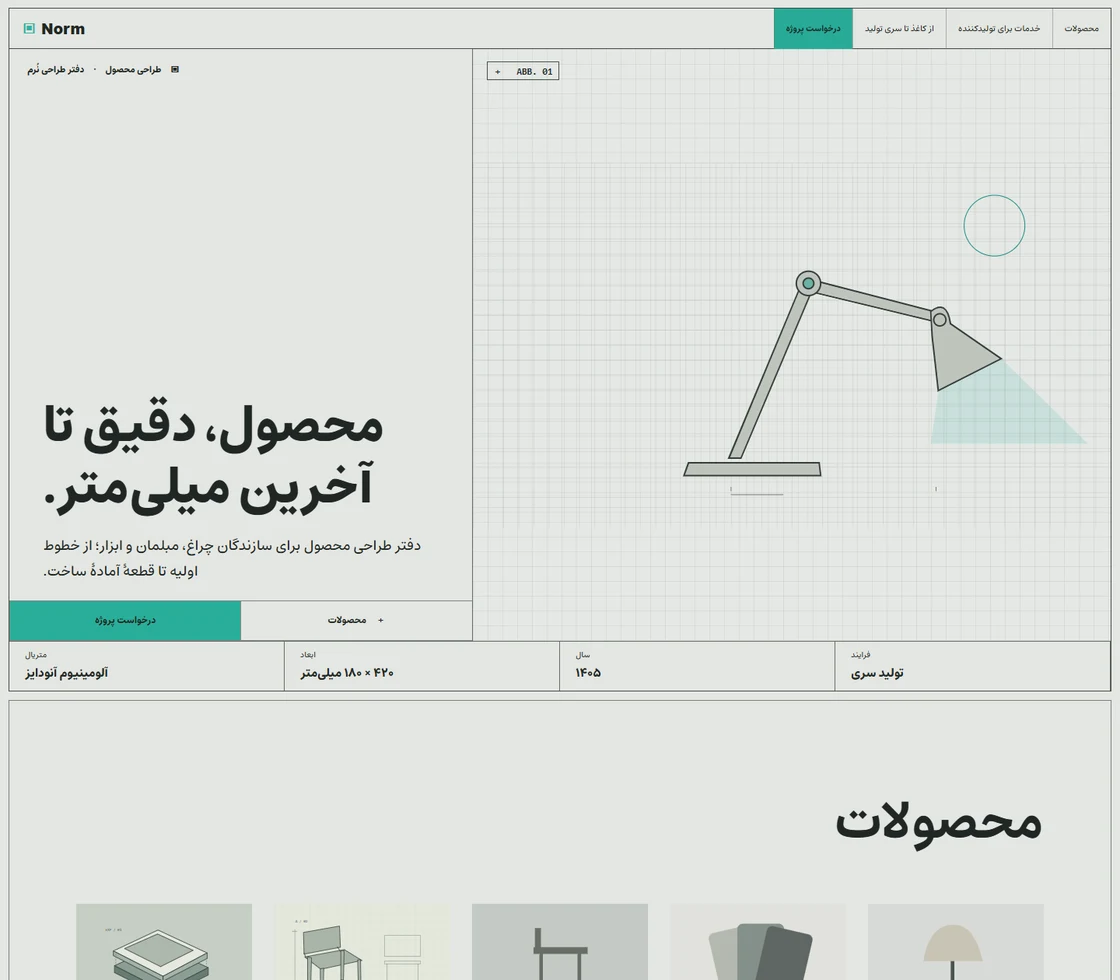 Norm
محصولات
خدمات برای تولیدکننده
از کاغذ تا سری تولید
درخواست پروژه
طراحی محصول · دفتر طراحی نُرم
+ ABB. 01
محصول، دقیق تا
آخرین میلی‌متر.
دفتر طراحی محصول برای سازندگان چراغ، مبلمان و ابزار؛ از خطوط
اولیه تا قطعهٔ آمادهٔ ساخت.
+ محصولات
درخواست پروژه
فرایند
تولید سری
سال
۱۴۰۵
ابعاد
۴۲۰ × ۱۸۰ میلی‌متر
متریال
آلومینیوم آنودایز
محصولات